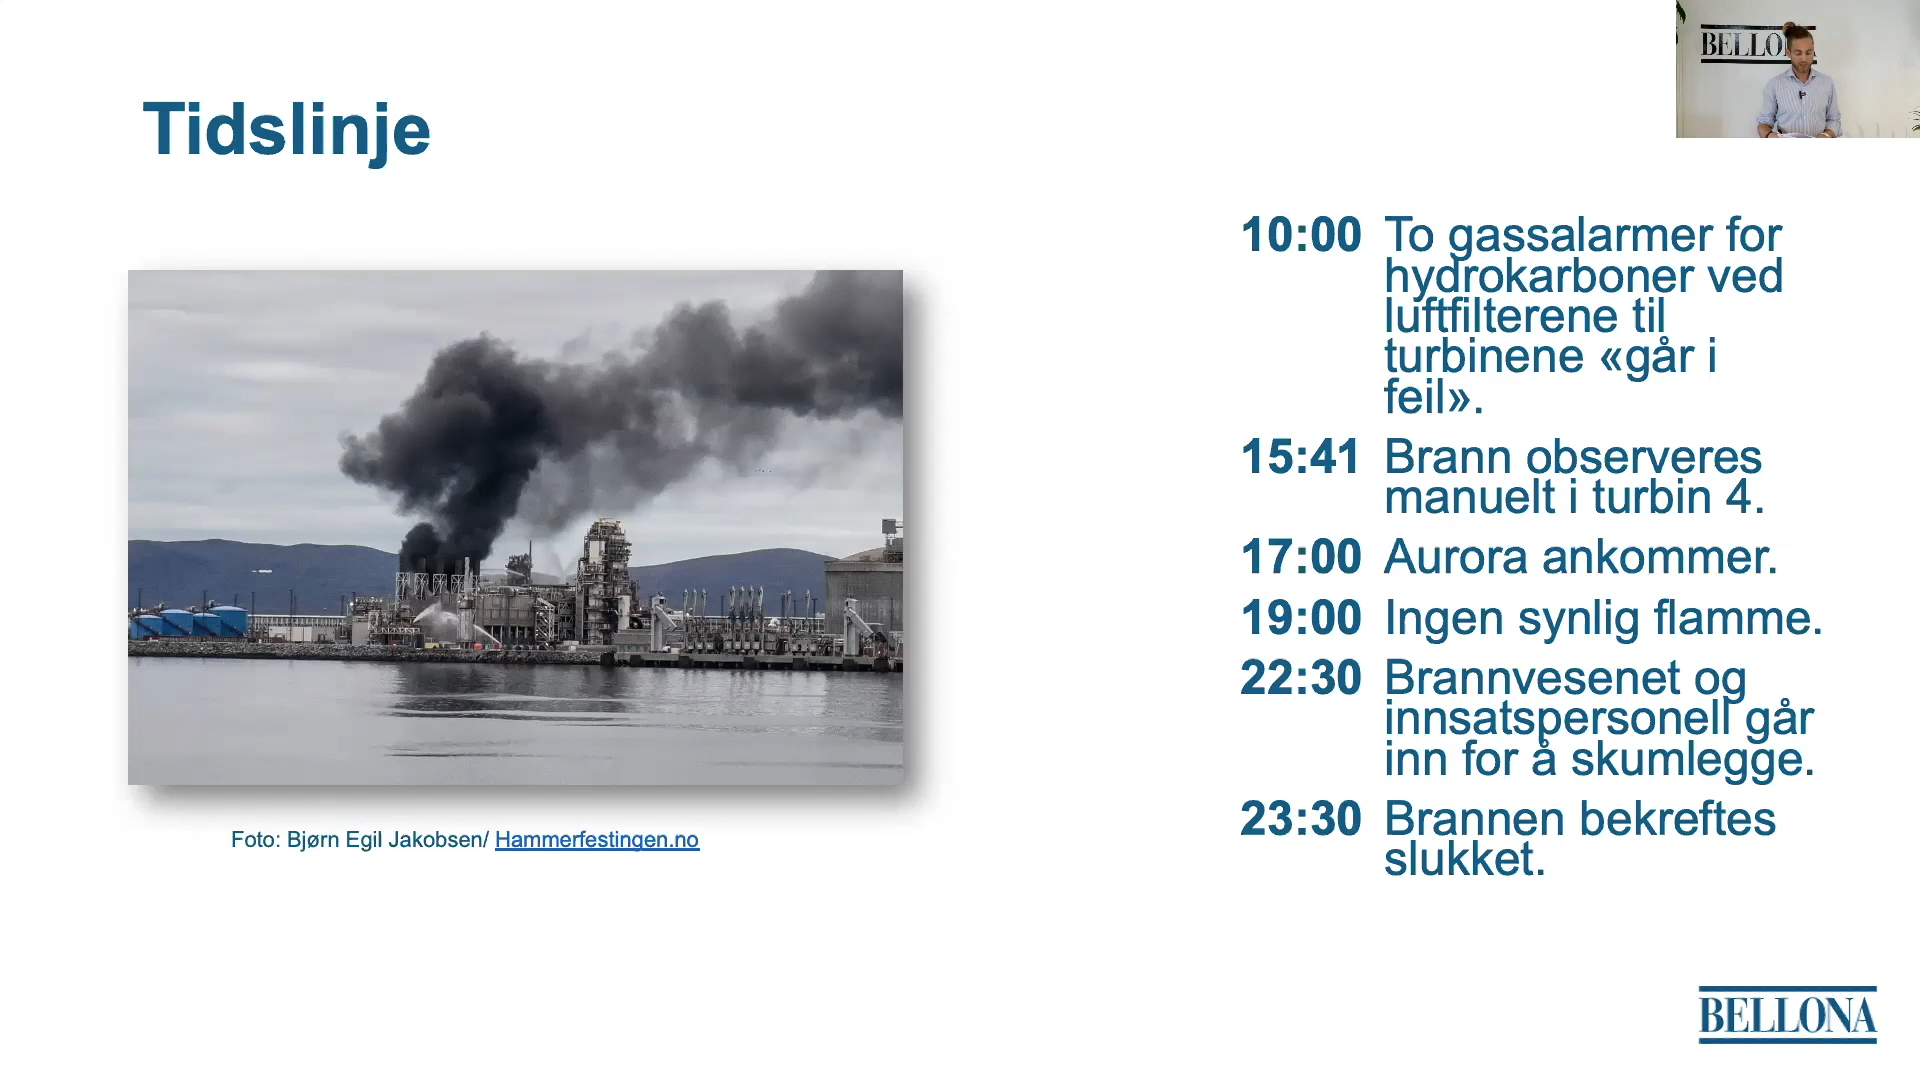 BELLO
Tidslinje
10:00 To gassalarmer for
hydrokarboner ved
luftfilterene til
turbinene «går i
feil».
15:41 Brann observeres
manuelt i turbin 4.
17:00 Aurora ankommer.
19:00 Ingen synlig flamme.
22:30 Brannvesenet og
innsatspersonell går
inn for å skumlegge.
23:30 Brannen bekreftes
slukket.
Foto: Bjørn Egil Jakobsen/ Hammerfestingen.no
BELLONA